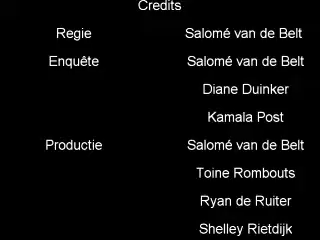 Credits
Regie Salomé van de Belt
Enquête Salomé van de Belt
Diane Duinker
Kamala Post
Productie Salomé van de Belt
Toine Rombouts
Ryan de Ruiter
Shelley Rietdijk